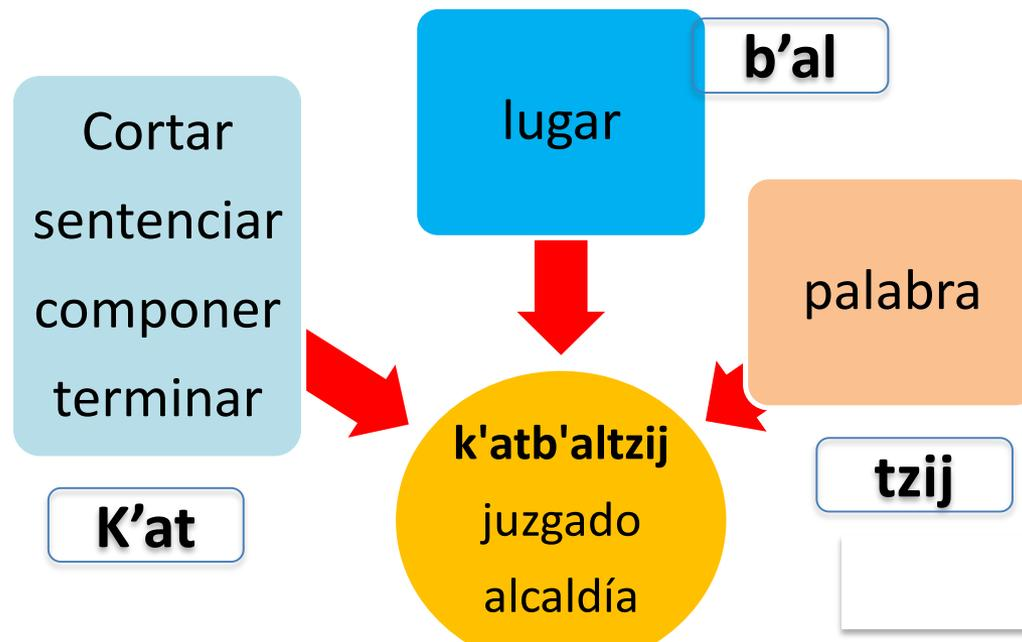 Cortar
sentenciar
componer
terminar
K’at
lugar
b’al
palabra
tzij
k'atb'altzij
juzgado
alcaldía